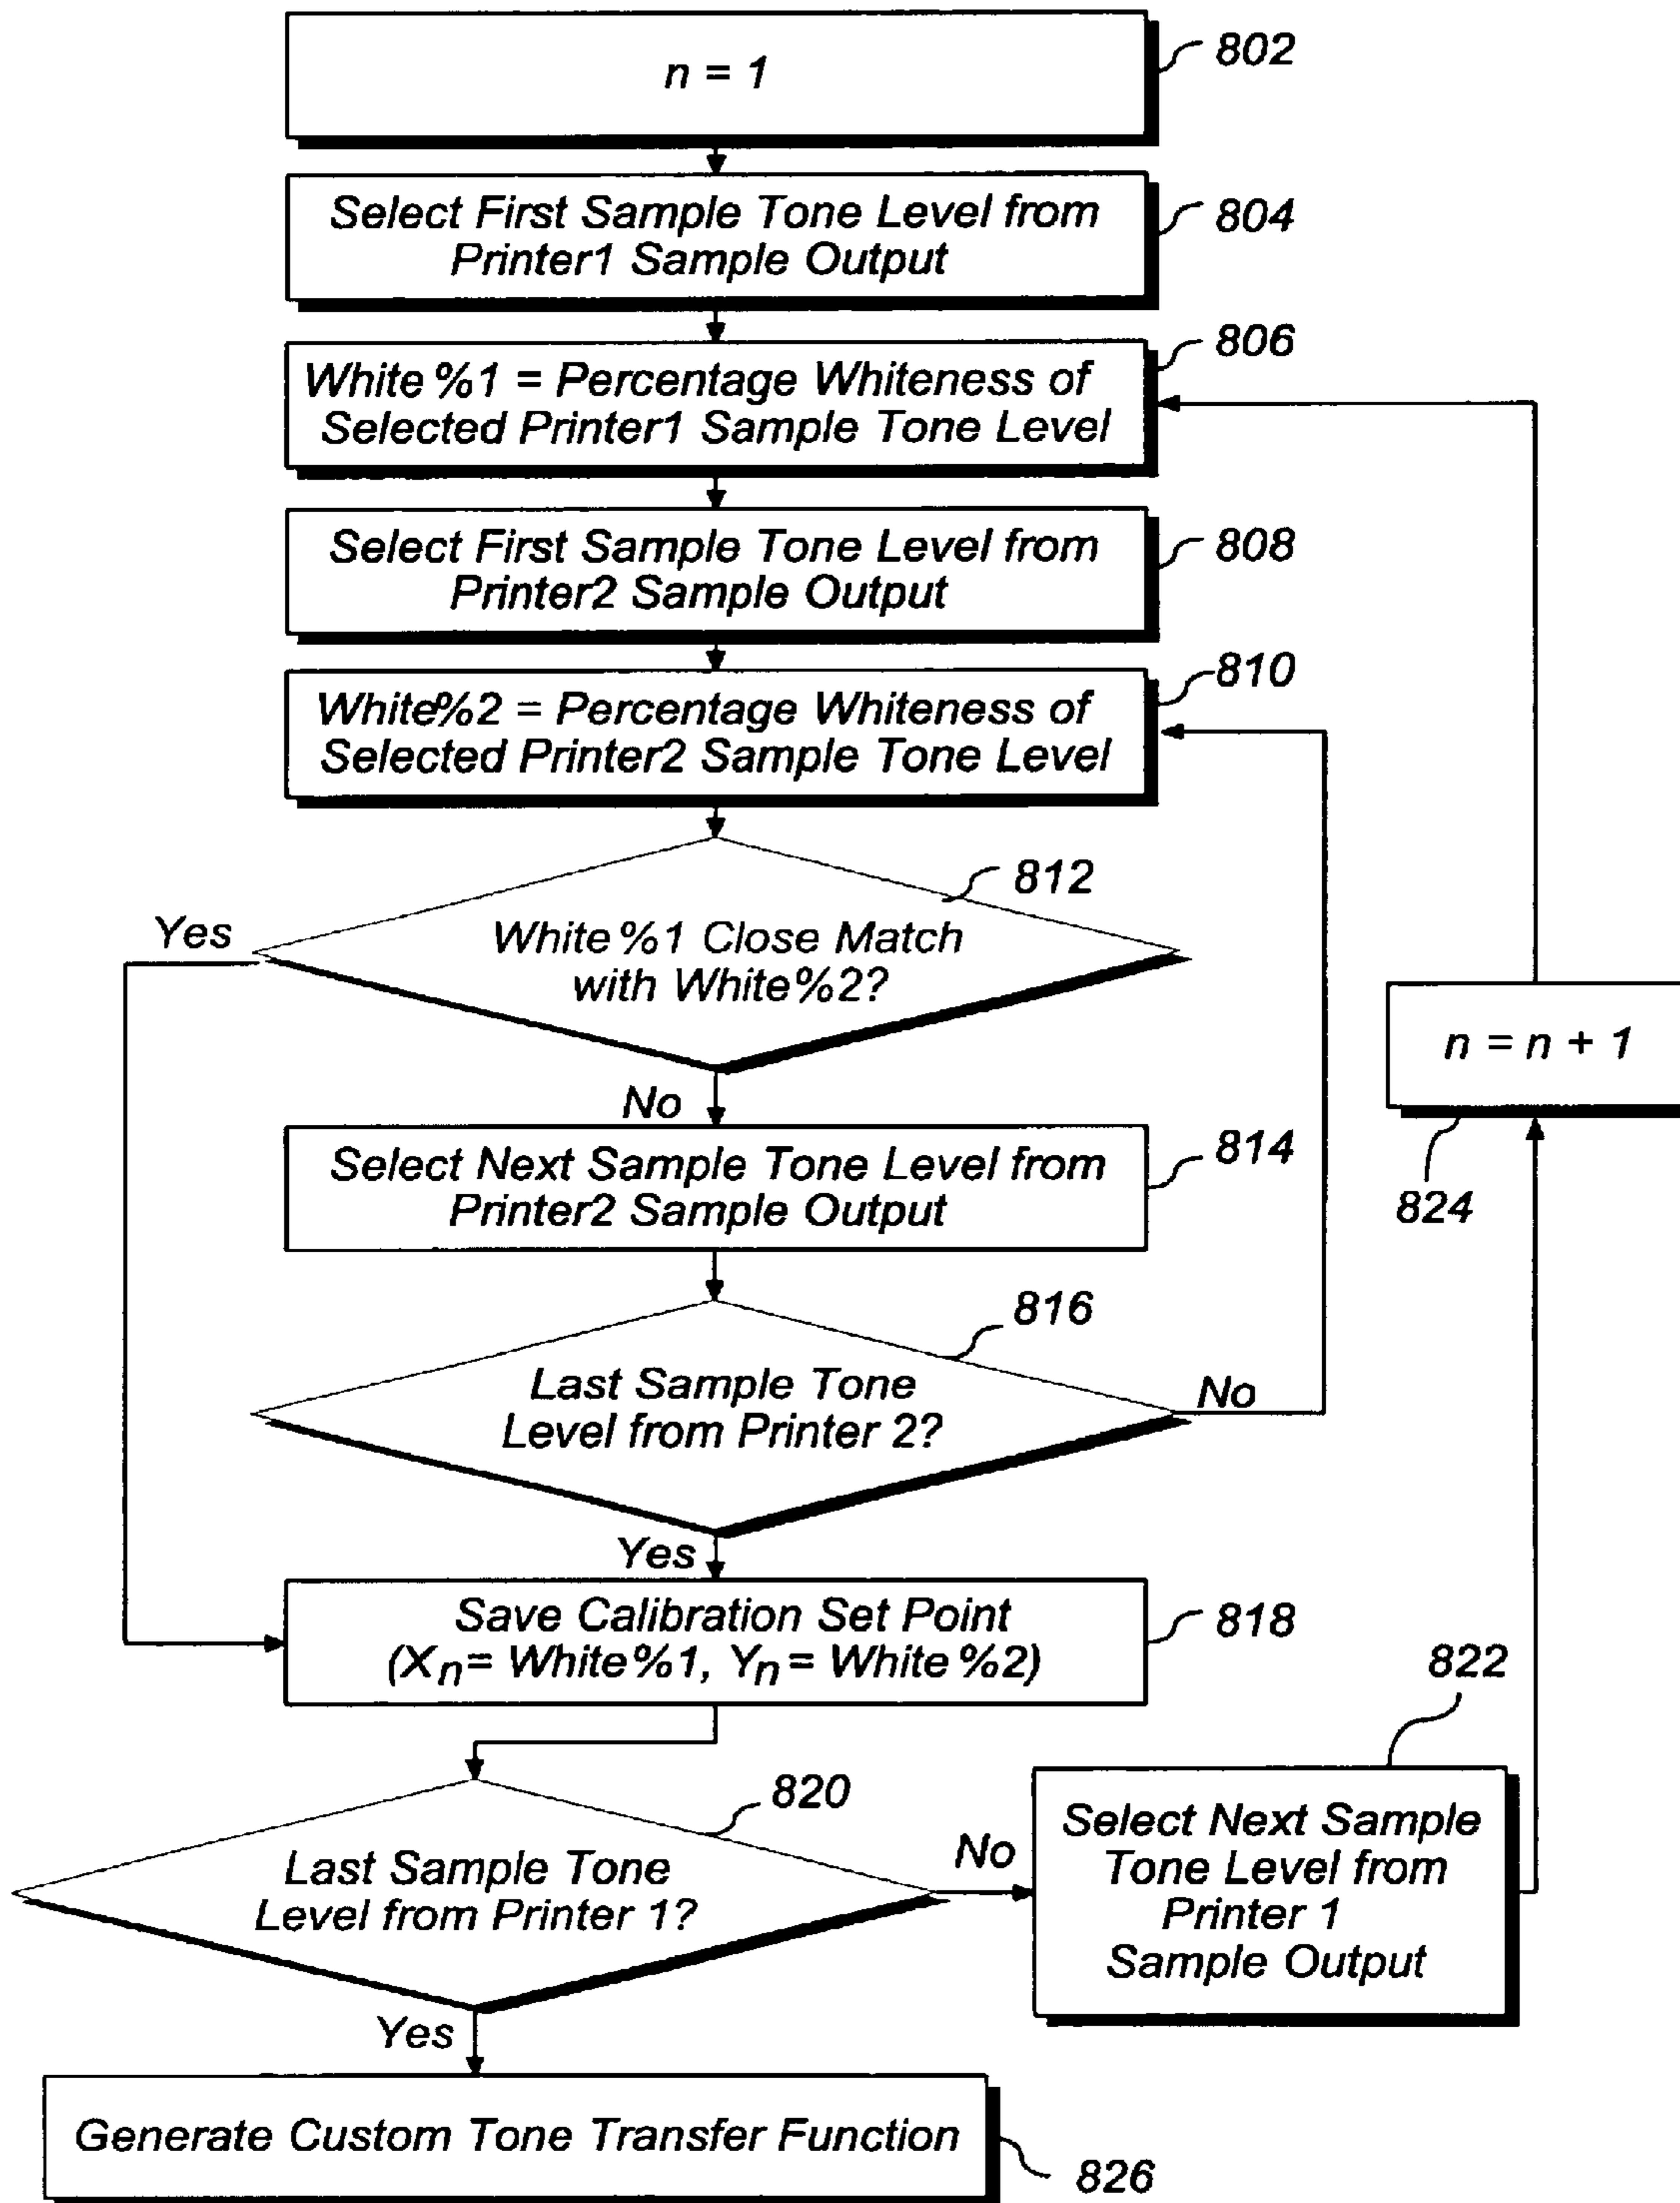 n = 1
802
Select First Sample Tone Level from
Printer1 Sample Output
804
White %1 = Percentage Whiteness of
Selected Printer1 Sample Tone Level
806
Select First Sample Tone Level from
Printer2 Sample Output
808
White%2 = Percentage Whiteness of
Selected Printer2 Sample Tone Level
810
812
White %1 Close Match
with White%2?
Yes
No
n = n + 1
824
Select Next Sample Tone Level from
Printer2 Sample Output
814
816
Last Sample Tone
Level from Printer 2?
No
Yes
Save Calibration Set Point
(Xn = White%1, Yn = White %2)
818
820
Last Sample Tone
Level from Printer 1?
No
Yes
822
Select Next Sample
Tone Level from
Printer 1
Sample Output
Generate Custom Tone Transfer Function
826